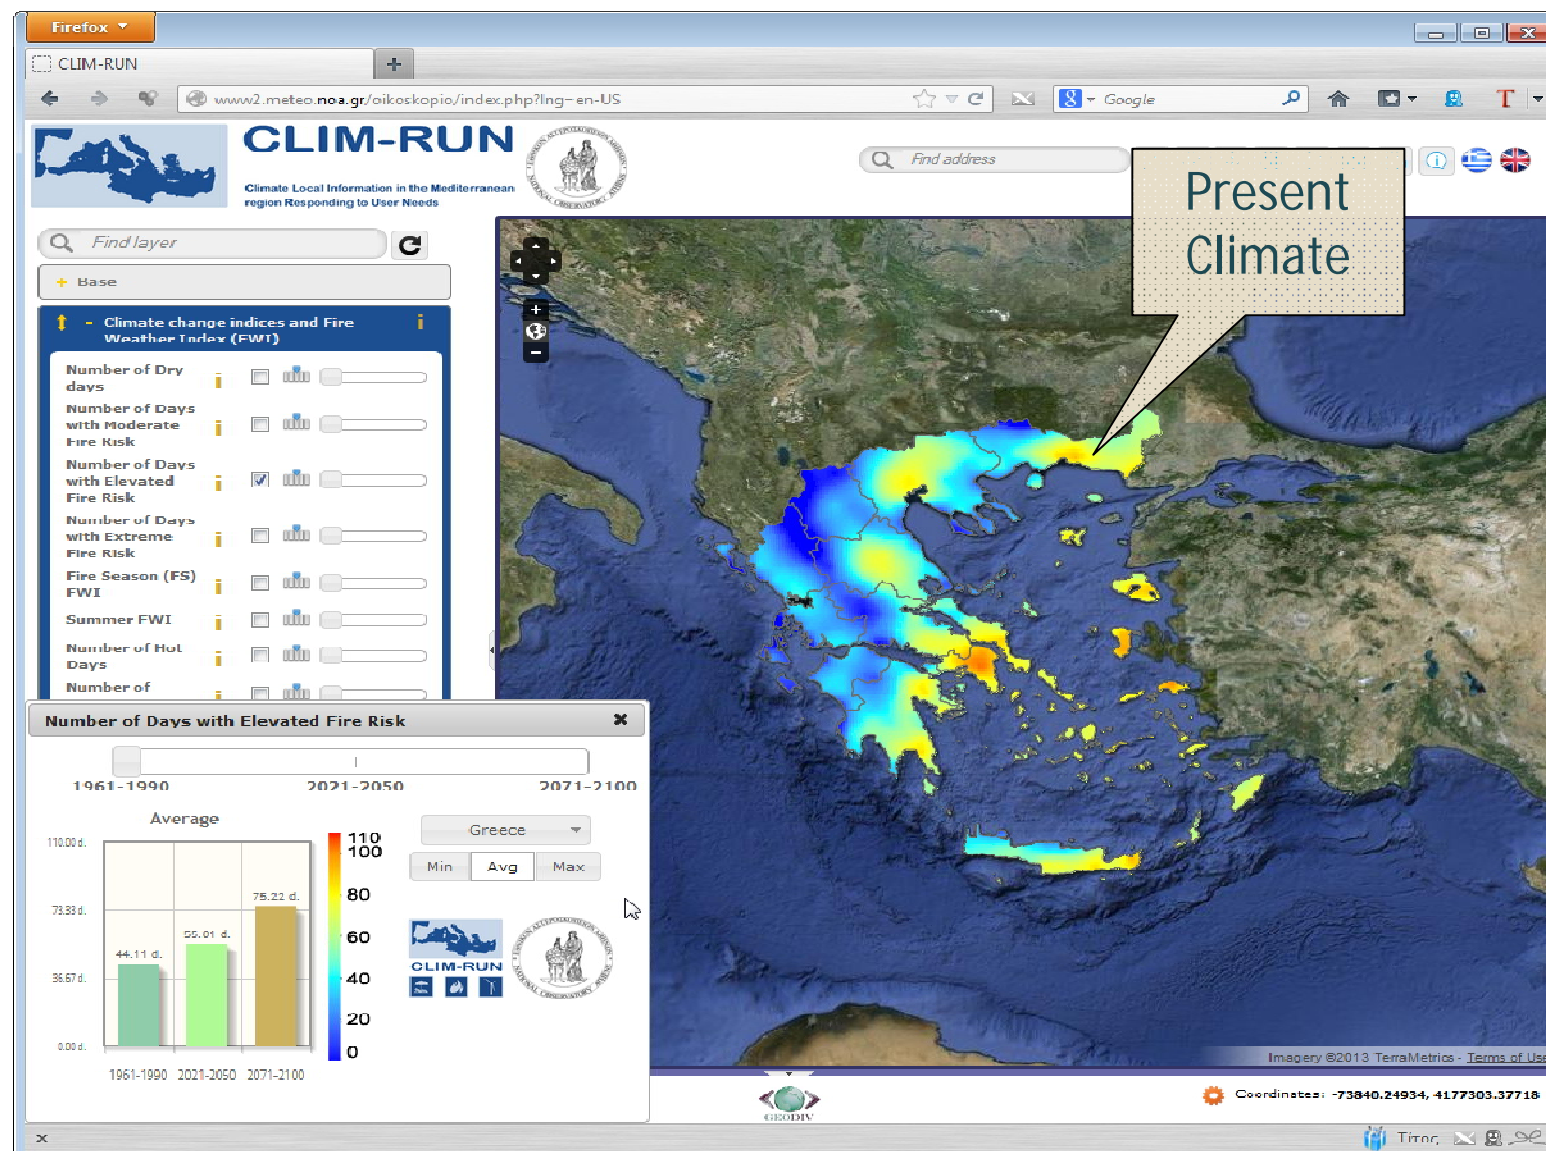 Firefox
CLIM-RUN
www2.meteo.noa.gr/oikoskopio/index.php?lng=en-US
Google
CLIM-RUN
Climate Local Information in the Mediterranean
region Responding to User Needs
Find address
Present
Climate
Find layer
+ Base
- Climate change indices and Fire
Weather Index (FWI)
Number of Dry
days
Number of Days
with Moderate
Fire Risk
Number of Days
with Elevated
Fire Risk
Number of Days
with Extreme
Fire Risk
Fire Season (FS)
FWI
Summer FWI
Number of Hot
Days
Number of
Number of Days with Elevated Fire Risk
1961-1990 2021-2050 2071-2100
Average
110.00 d.
73.33 d.
36.67 d.
0.00 d.
44.11 d.
55.01 d.
75.22 d.
1961-1990 2021-2050 2071-2100
110
100
80
60
40
20
0
Greece
Min Avg Max
CLIM-RUN
Imagery ©2013 TerraMetrics - Terms of Use
GEODIV
Coordinates: -73840.24934, 4177303.37718
Τίτος